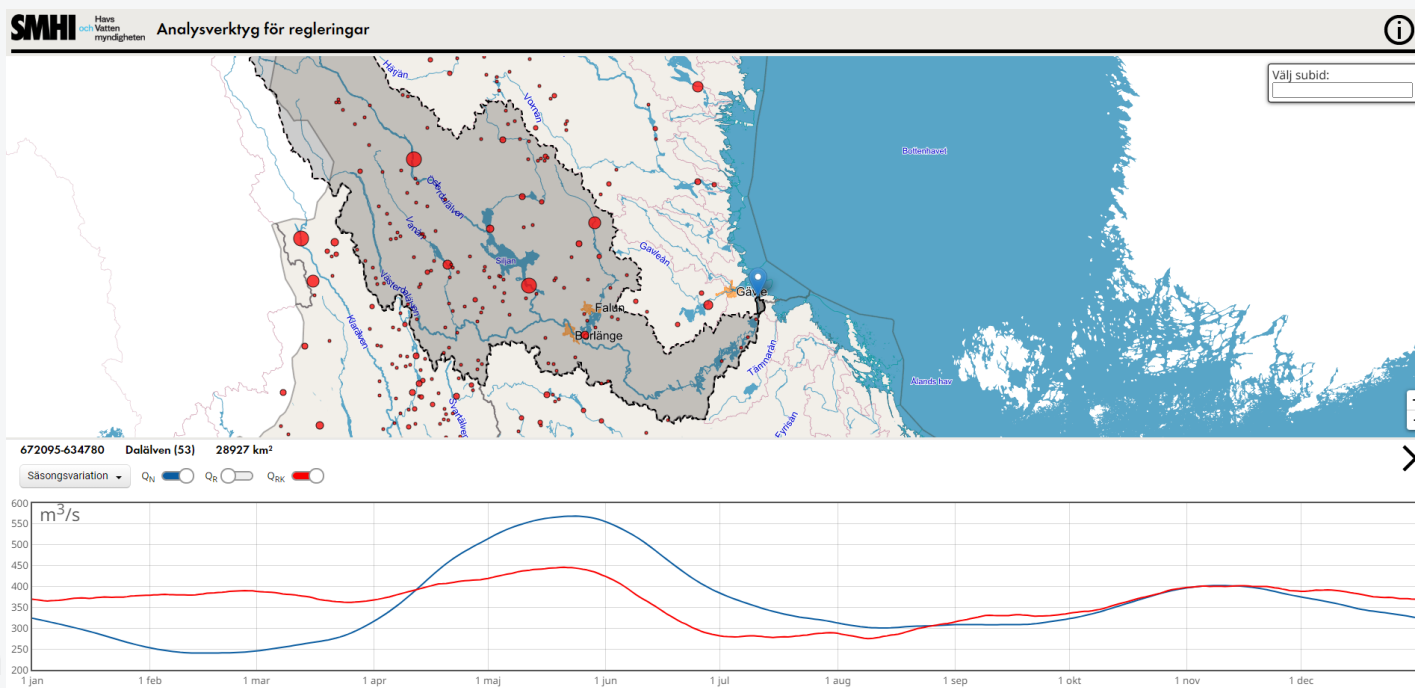 SMHI och Havs Vatten myndigheten Analysverktyg för regleringar i
Välj subid:
Härjån
Voxnan
Bottenhavet
Österdalälven
Vanån
Gavleån
Siljan
Västerdalälven
Gävle
Falun
Borlänge
Klarälven
Tämnarån
Ålands hav
Svartälven
Fyrisån
672095-634780 Dalälven (53) 28927 km²
Säsongsvariation QN QR QRK
m³/s
600
550
500
450
400
350
300
250
200
1 jan 1 feb 1 mar 1 apr 1 maj 1 jun 1 jul 1 aug 1 sep 1 okt 1 nov 1 dec